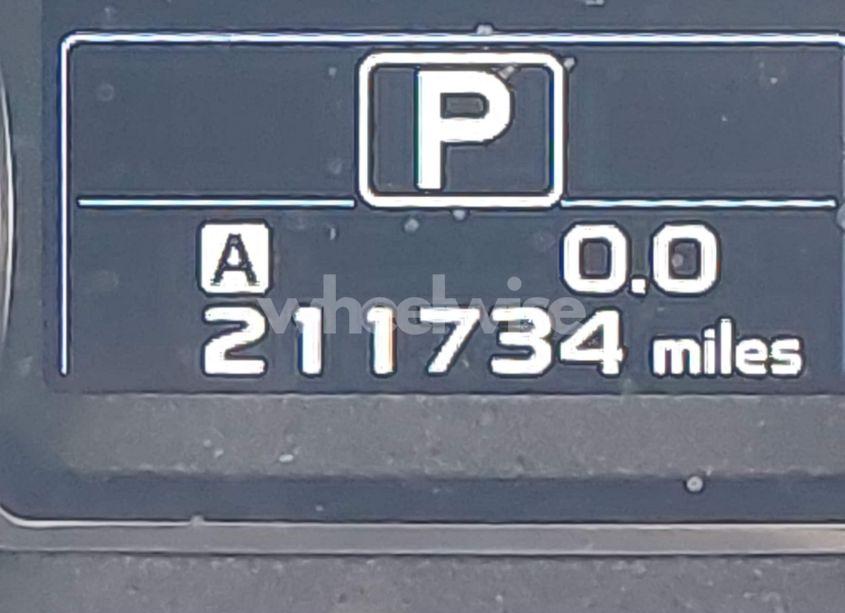 P
A 0.0
wheelwise
211734 miles